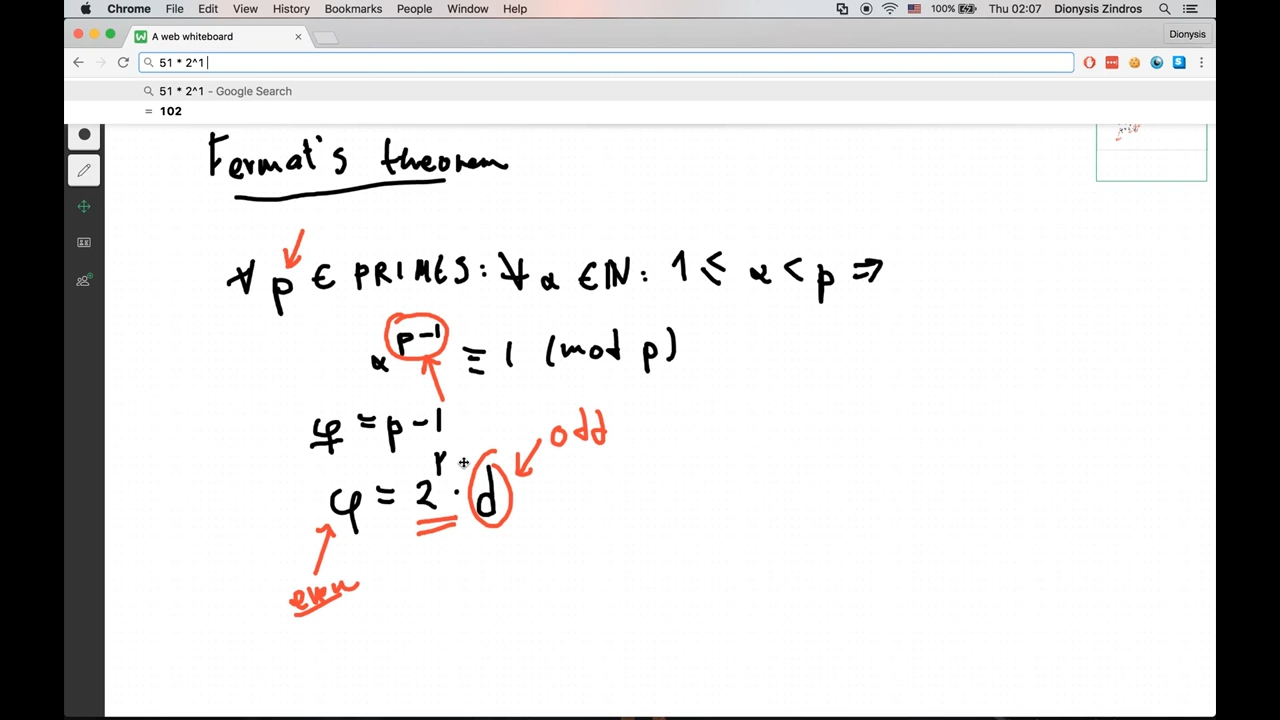 Chrome File Edit View History Bookmarks People Window Help 100% Thu 02:07 Dionysis Zindros
A web whiteboard Dionysis
51 * 2^1
51 * 2^1 - Google Search
= 102
Fermat's theorem
∀ p ∈ PRIMES: ∀ α ∈ ℕ: 1 ≤ α < p ⇒
α^(p-1) ≡ 1 (mod p)
φ = p-1
odd
φ = 2^r · d
even